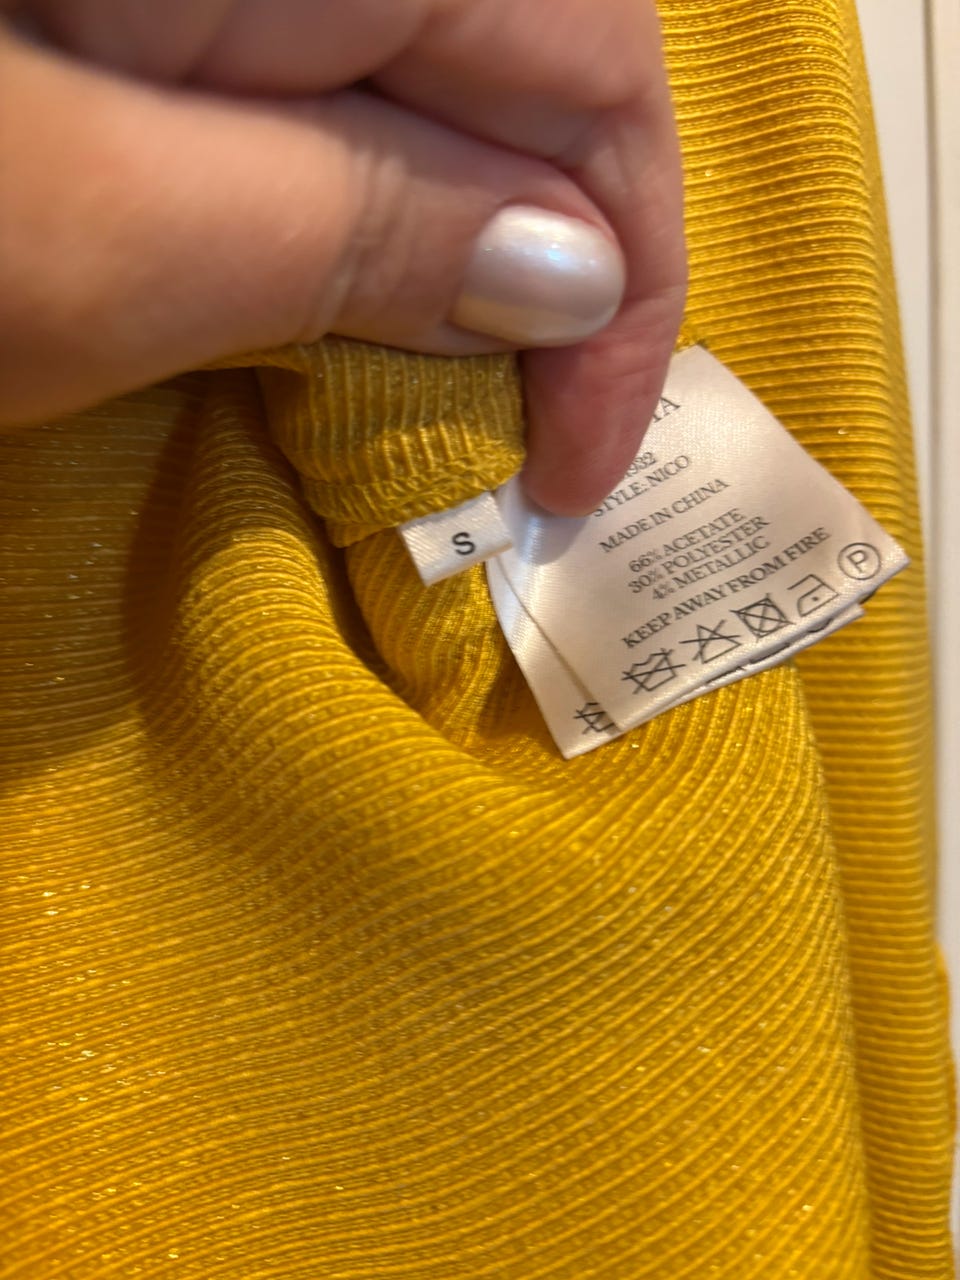 S
STYLE: NICO
MADE IN CHINA
66% ACETATE
30% POLYESTER
4% METALLIC
KEEP AWAY FROM FIRE
P